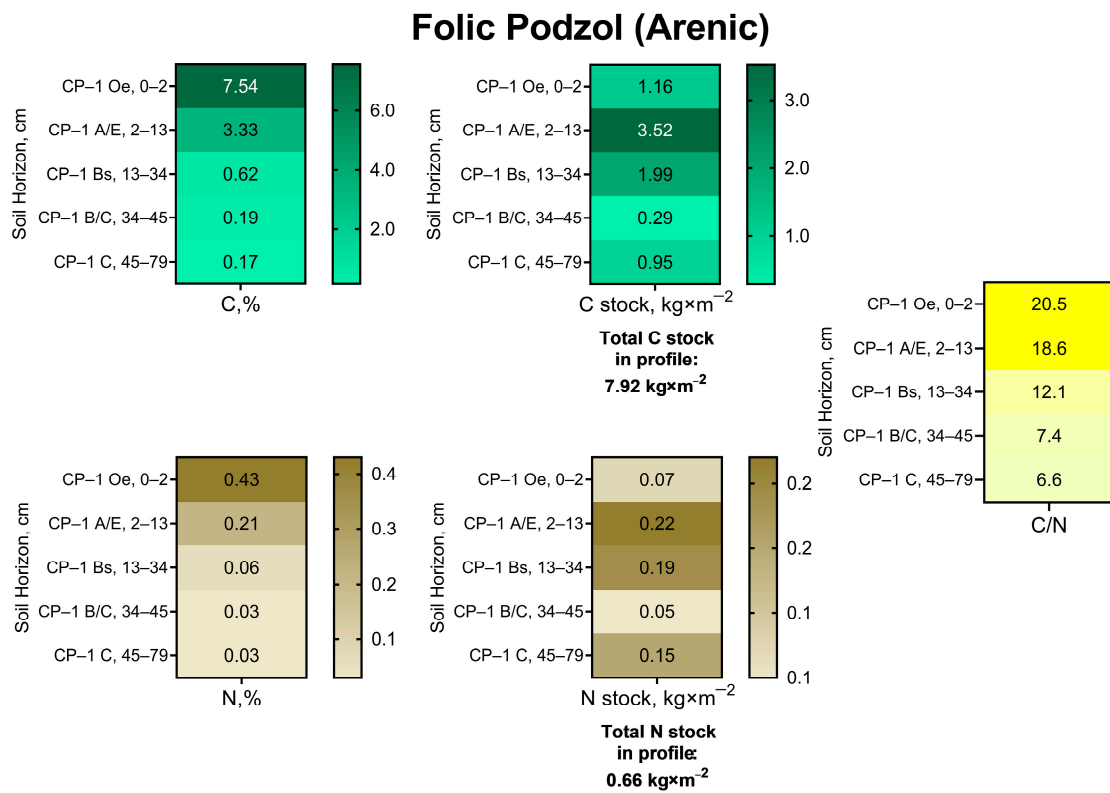 Folic Podzol (Arenic)
CP–1 Oe, 0–2
7.54
CP–1 A/E, 2–13
3.33
CP–1 Bs, 13–34
0.62
CP–1 B/C, 34–45
0.19
CP–1 C, 45–79
0.17
Soil Horizon, cm
C,%
6.0
4.0
2.0
CP–1 Oe, 0–2
1.16
CP–1 A/E, 2–13
3.52
CP–1 Bs, 13–34
1.99
CP–1 B/C, 34–45
0.29
CP–1 C, 45–79
0.95
Soil Horizon, cm
C stock, kg×m⁻²
3.0
2.0
1.0
Total C stock
in profile:
7.92 kg×m⁻²
CP–1 Oe, 0–2
20.5
CP–1 A/E, 2–13
18.6
CP–1 Bs, 13–34
12.1
CP–1 B/C, 34–45
7.4
CP–1 C, 45–79
6.6
Soil Horizon, cm
C/N
CP–1 Oe, 0–2
0.43
CP–1 A/E, 2–13
0.21
CP–1 Bs, 13–34
0.06
CP–1 B/C, 34–45
0.03
CP–1 C, 45–79
0.03
Soil Horizon, cm
N,%
0.4
0.3
0.2
0.1
CP–1 Oe, 0–2
0.07
CP–1 A/E, 2–13
0.22
CP–1 Bs, 13–34
0.19
CP–1 B/C, 34–45
0.05
CP–1 C, 45–79
0.15
Soil Horizon, cm
N stock, kg×m⁻²
0.2
0.2
0.1
0.1
Total N stock
in profile:
0.66 kg×m⁻²